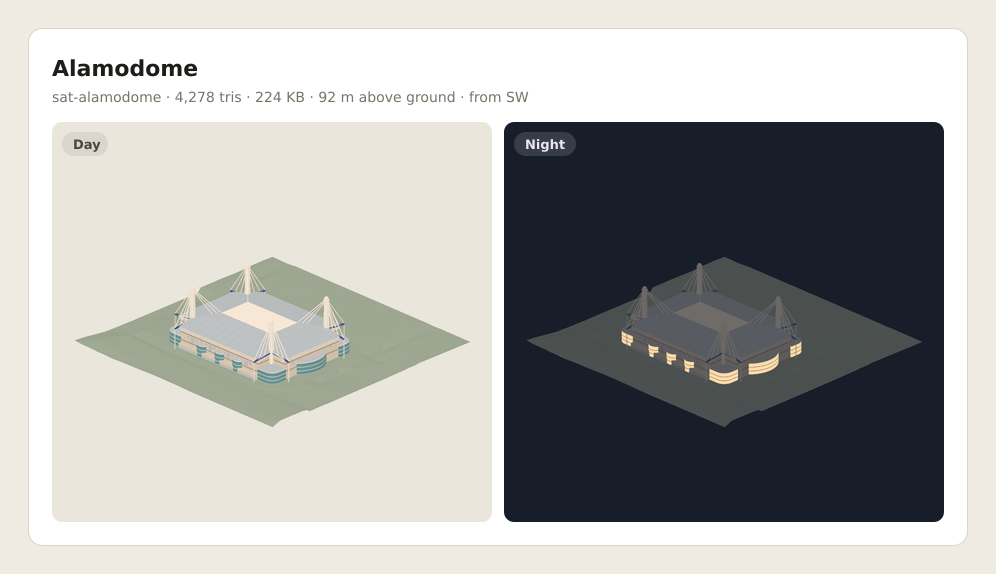 Alamodome
sat-alamodome · 4,278 tris · 224 KB · 92 m above ground · from SW
Day
Night